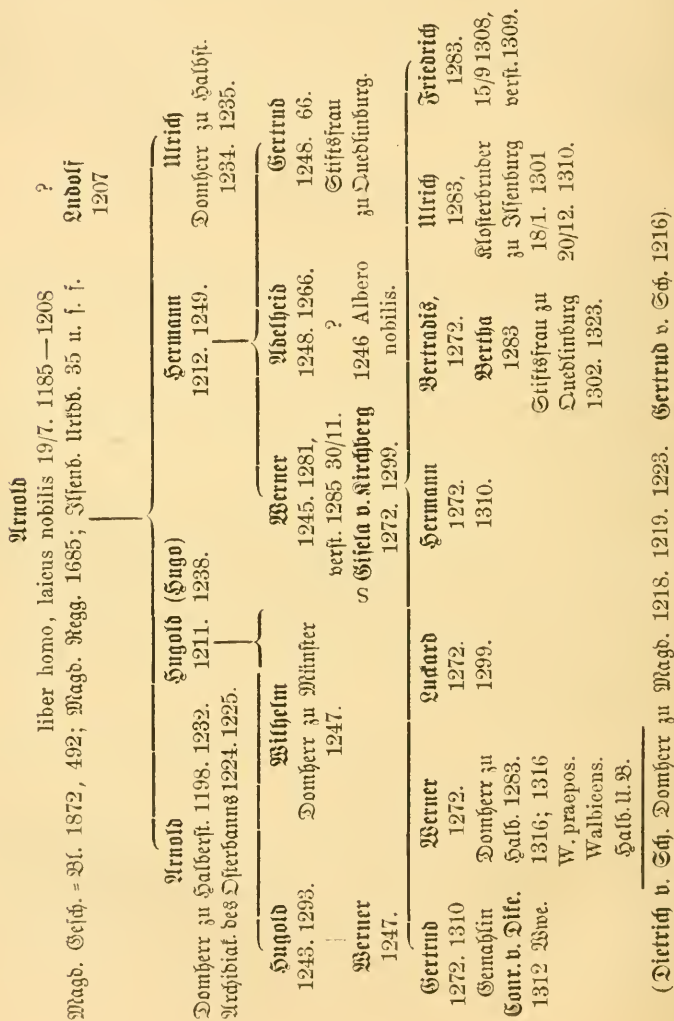 Arnold
liber homo, laicus nobilis 19/7. 1185—1208
Magd. Gesch. = Bl. 1872, 492; Magd. Regg. 1685; Ilsenb. Urkbb. 35 u. f. f.
?
Ludolf
1207
Arnold
Domherr zu Halberst. 1198. 1232.
Archidiak. des Osterbanns 1224. 1225.
Hugold (Hugo)
1211. 1238.
Hermann
1212. 1249.
Ulrich
Domherr zu Halbst.
1234. 1235.
Hugold
1243. 1293.
Werner
1247.
Wilhelm
Domherr zu Münster
1247.
Werner
1245. 1281,
verst. 1285 30/11.
S Gisela v. Kirchberg
1272. 1299.
Adelheid
1248. 1266.
?
1246 Albero
nobilis.
Gertrud
1248. 66.
Stiftsfrau
zu Quedlinburg.
Gertrud
1272. 1310
Gemahlin
Conr. v. Dite.
1312 Wwe.
Werner
1272.
Domherr zu
Halb. 1283.
1316; 1316
W. praepos.
Walbicens.
Halb. U. B.
Luckard
1272.
1299.
Hermann
1272.
1310.
Bertradis,
1272.
Bertha
1283
Stiftsfrau zu
Quedlinburg
1302. 1323.
Ulrich
1283,
Klosterbruder
zu Ilsenburg
18/1. 1301
20/12. 1310.
Friedrich
1283.
15/9 1308,
verst. 1309.
(Dietrich v. Sch. Domherr zu Magd. 1218. 1219. 1223. Gertrud v. Sch. 1216).